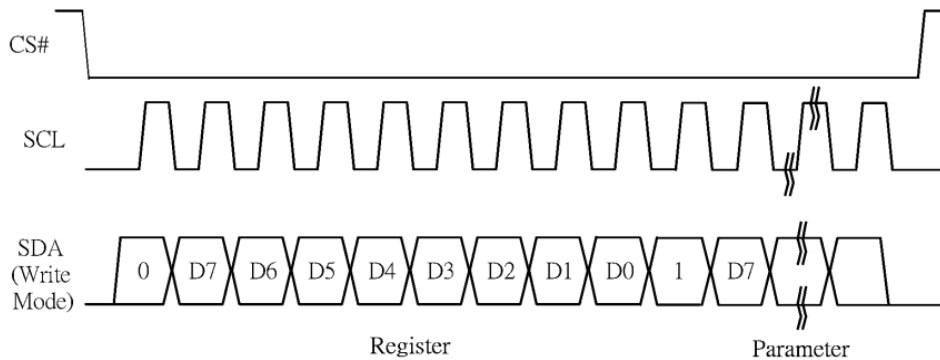 CS#
SCL
SDA
(Write
Mode)
0 D7 D6 D5 D4 D3 D2 D1 D0 1 D7
Register Parameter